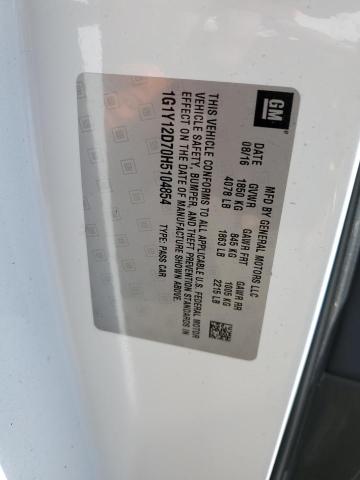 GM
MFD BY GENERAL MOTORS LLC
DATE GVWR GAWR FRT GAWR RR
08/16 1850 KG 845 KG 1005 KG
4078 LB 1863 LB 2215 LB
THIS VEHICLE CONFORMS TO ALL APPLICABLE U.S. FEDERAL MOTOR
VEHICLE SAFETY, BUMPER, AND THEFT PREVENTION STANDARDS IN
EFFECT ON THE DATE OF MANUFACTURE SHOWN ABOVE.
1G1Y12D70H5104854 TYPE: PASS CAR